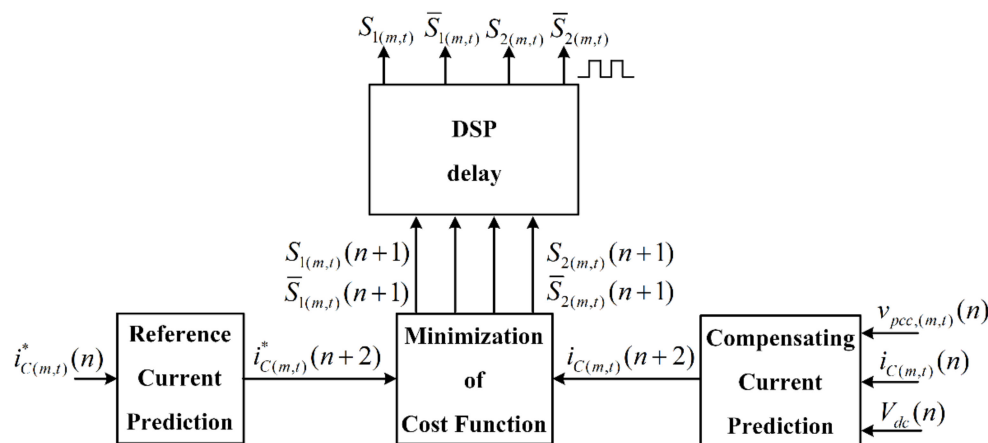 S₁₍ₘ,ₜ₎ S̅₁₍ₘ,ₜ₎ S₂₍ₘ,ₜ₎ S̅₂₍ₘ,ₜ₎
DSP
delay
S₁₍ₘ,ₜ₎(n+1)
S̅₁₍ₘ,ₜ₎(n+1)
S₂₍ₘ,ₜ₎(n+1)
S̅₂₍ₘ,ₜ₎(n+1)
i*C(m,t)(n)
Reference
Current
Prediction
i*C(m,t)(n+2)
Minimization
of
Cost Function
iC(m,t)(n+2)
Compensating
Current
Prediction
vpcc,(m,t)(n)
iC(m,t)(n)
Vdc(n)